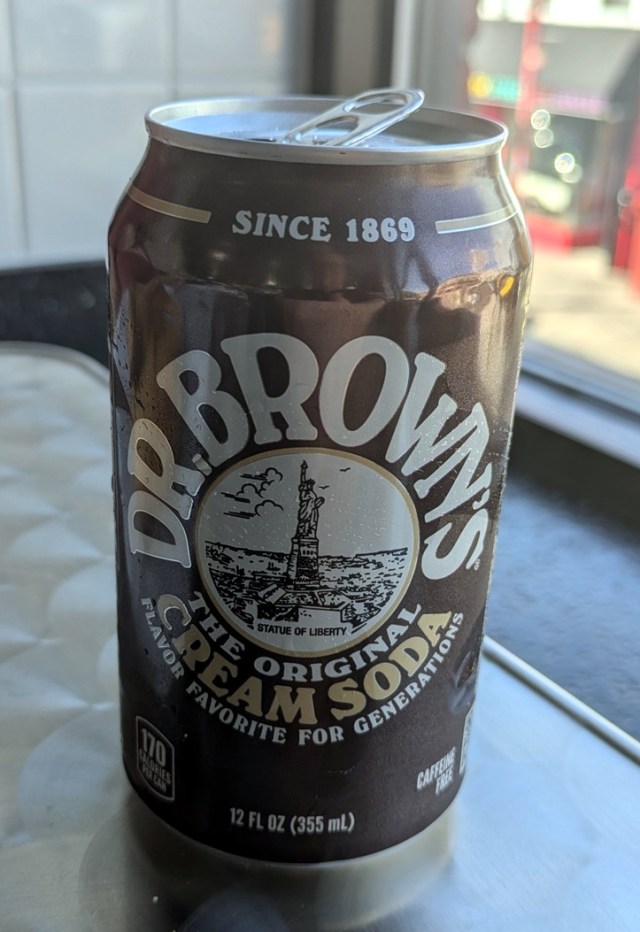 SINCE 1869
DR. BROWN'S®
STATUE OF LIBERTY
THE ORIGINAL
CREAM SODA
FLAVOR FAVORITE FOR GENERATIONS
170
CALORIES
PER CAN
CAFFEINE
FREE
12 FL OZ (355 mL)